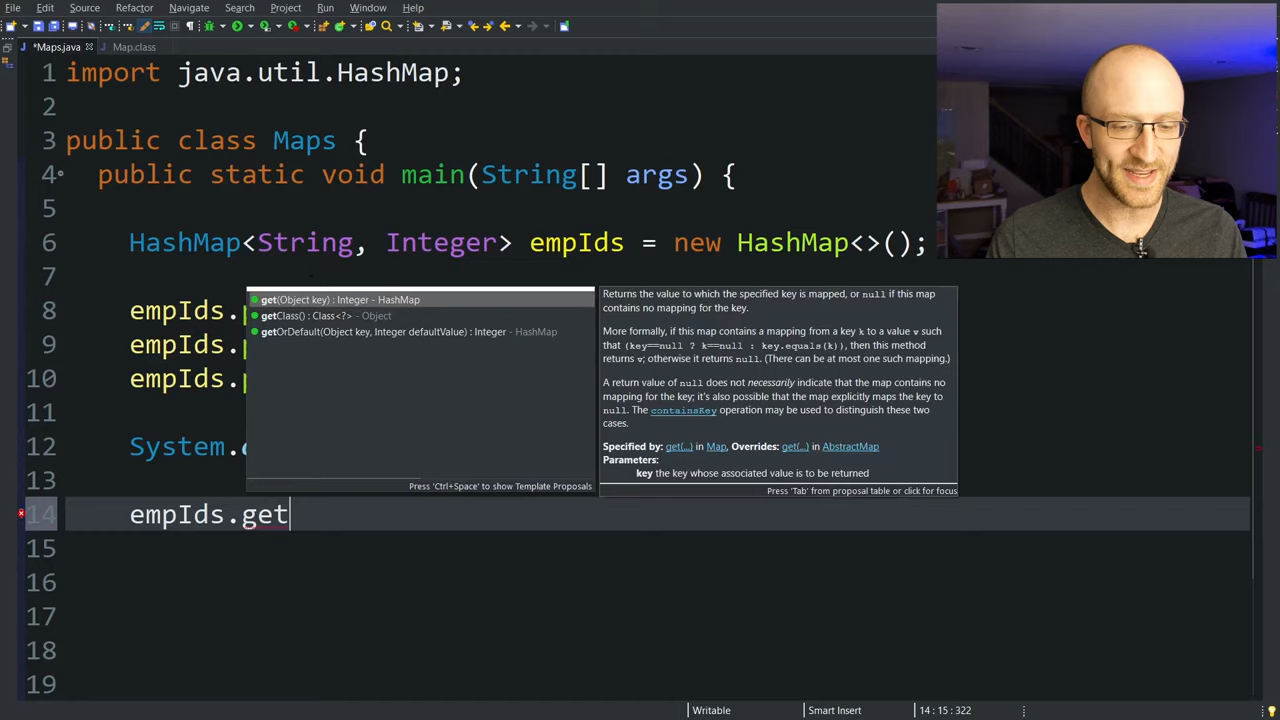 File Edit Source Refactor Navigate Search Project Run Window Help
*Maps.java Map.class
1 import java.util.HashMap;
2
3 public class Maps {
4 public static void main(String[] args) {
5
6 HashMap<String, Integer> empIds = new HashMap<>();
7
8 empIds.
9 empIds.
10 empIds.
11
12 System.
13
14 empIds.get
15
16
17
18
19
get(Object key) : Integer - HashMap
getClass() : Class<?> - Object
getOrDefault(Object key, Integer defaultValue) : Integer - HashMap
Press 'Ctrl+Space' to show Template Proposals
Returns the value to which the specified key is mapped, or null if this map
contains no mapping for the key.
More formally, if this map contains a mapping from a key k to a value v such
that (key==null ? k==null : key.equals(k)), then this method
returns v; otherwise it returns null. (There can be at most one such mapping.)
A return value of null does not necessarily indicate that the map contains no
mapping for the key; it's also possible that the map explicitly maps the key to
null. The containsKey operation may be used to distinguish these two
cases.
Specified by: get(...) in Map, Overrides: get(...) in AbstractMap
Parameters:
key the key whose associated value is to be returned
Press 'Tab' from proposal table or click for focus
Writable Smart Insert 14 : 15 : 322